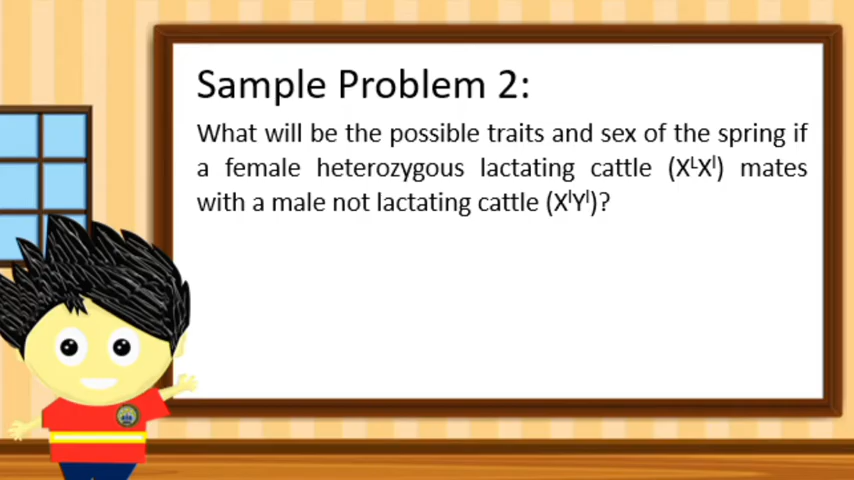 Sample Problem 2:
What will be the possible traits and sex of the spring if
a female heterozygous lactating cattle (XᴸXˡ) mates
with a male not lactating cattle (XˡYˡ)?